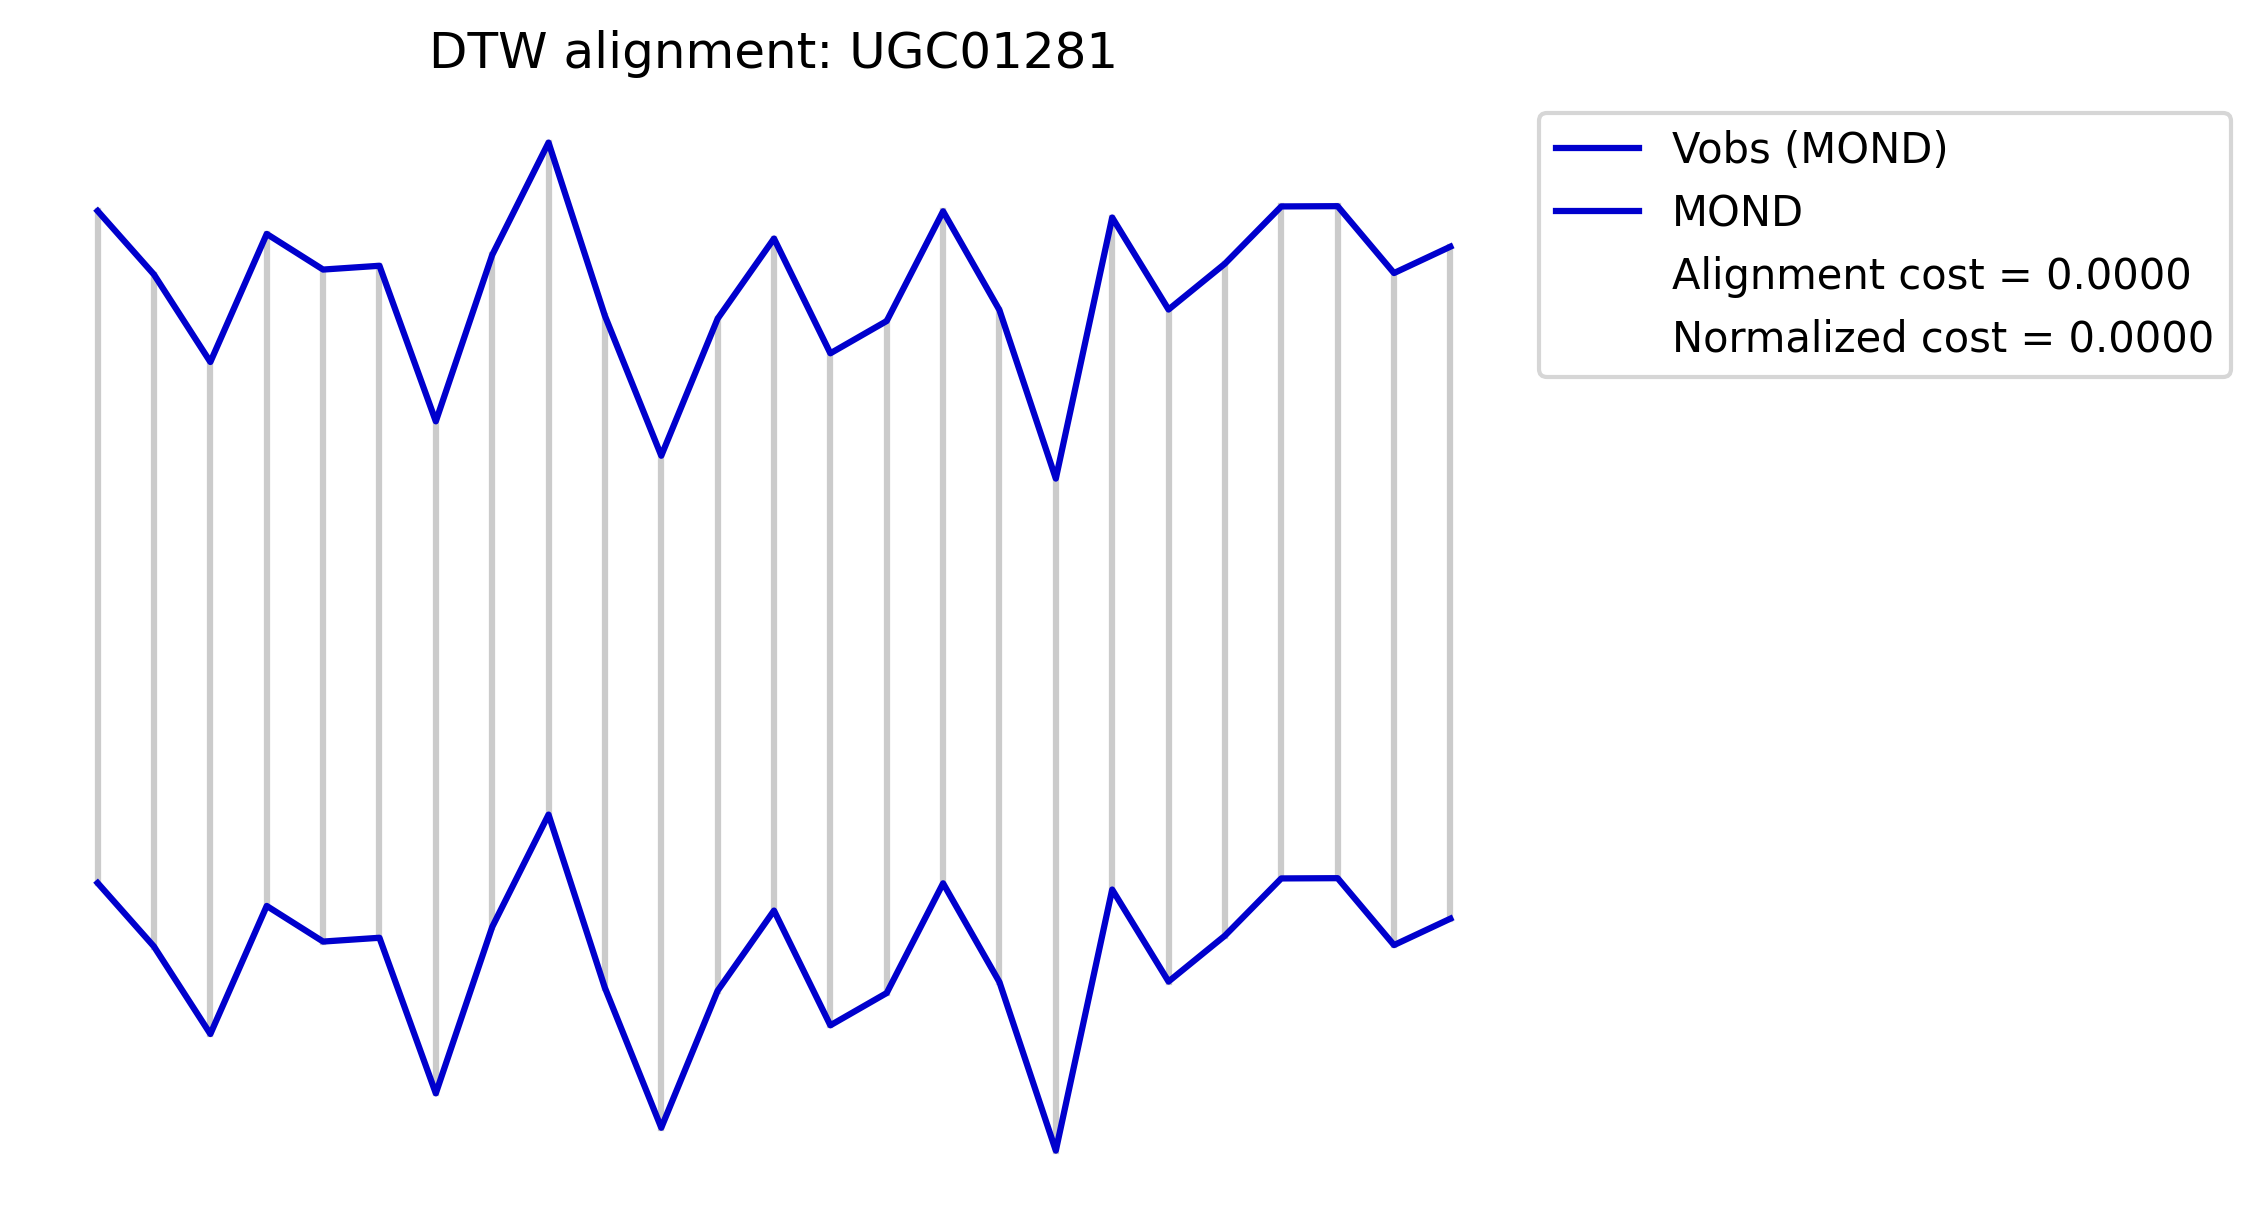 DTW alignment: UGC01281
Vobs (MOND)
MOND
Alignment cost = 0.0000
Normalized cost = 0.0000